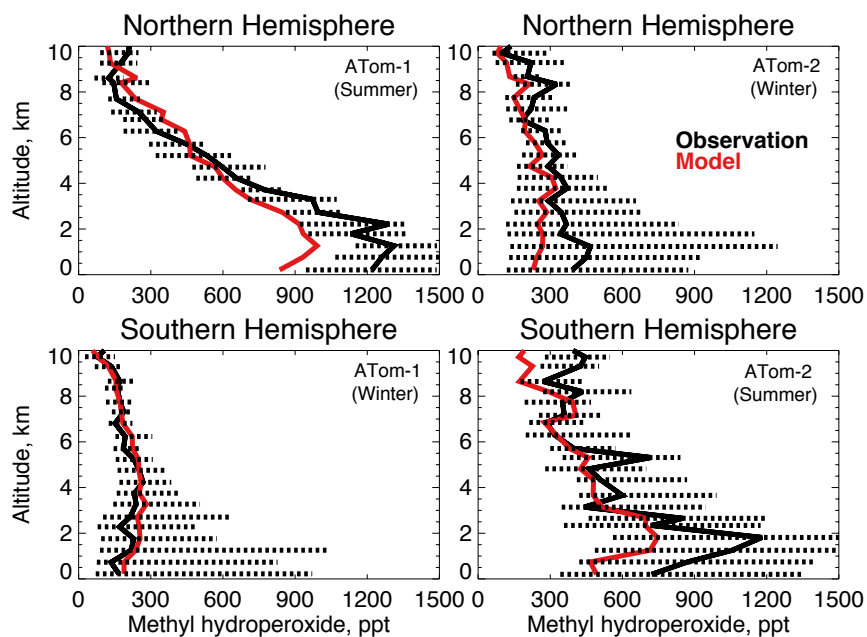 Northern Hemisphere
Northern Hemisphere
10
8
6
4
2
0
Altitude, km
ATom-1
(Summer)
0 300 600 900 1200 1500
10
8
6
4
2
0
ATom-2
(Winter)
Observation
Model
0 300 600 900 1200 1500
Southern Hemisphere
Southern Hemisphere
10
8
6
4
2
0
Altitude, km
ATom-1
(Winter)
0 300 600 900 1200 1500
Methyl hydroperoxide, ppt
10
8
6
4
2
0
ATom-2
(Summer)
0 300 600 900 1200 1500
Methyl hydroperoxide, ppt